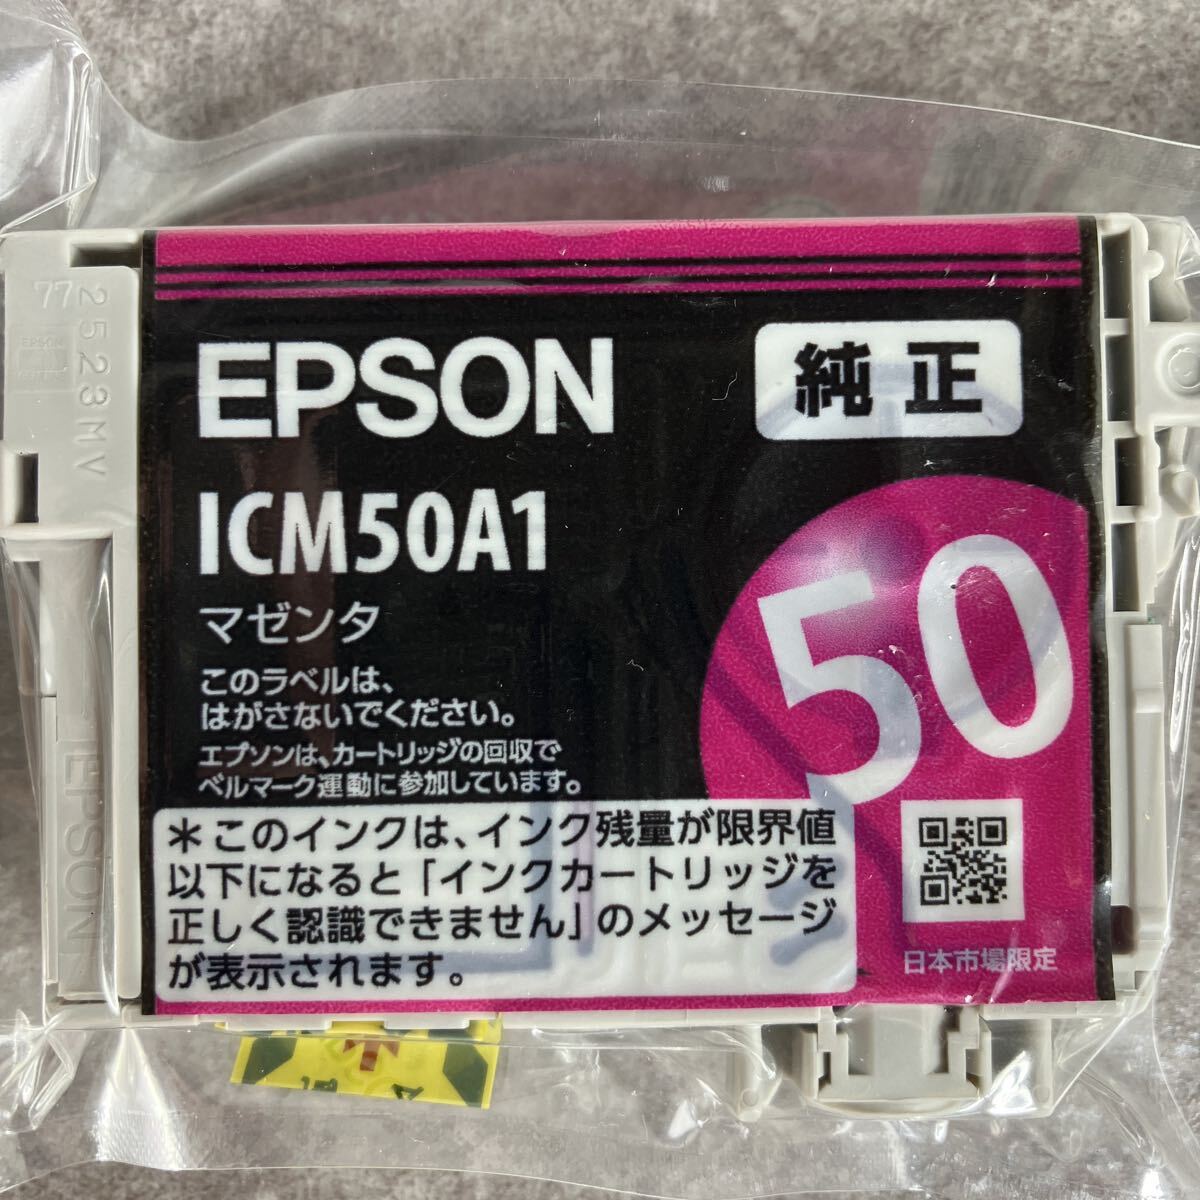 77
2523MV
EPSON
EPSON
純正
ICM50A1
マゼンタ
50
このラベルは、
はがさないでください。
エプソンは、カートリッジの回収で
ベルマーク運動に参加しています。
＊このインクは、インク残量が限界値
以下になると「インクカートリッジを
正しく認識できません」のメッセージ
が表示されます。
日本市場限定
EPSON